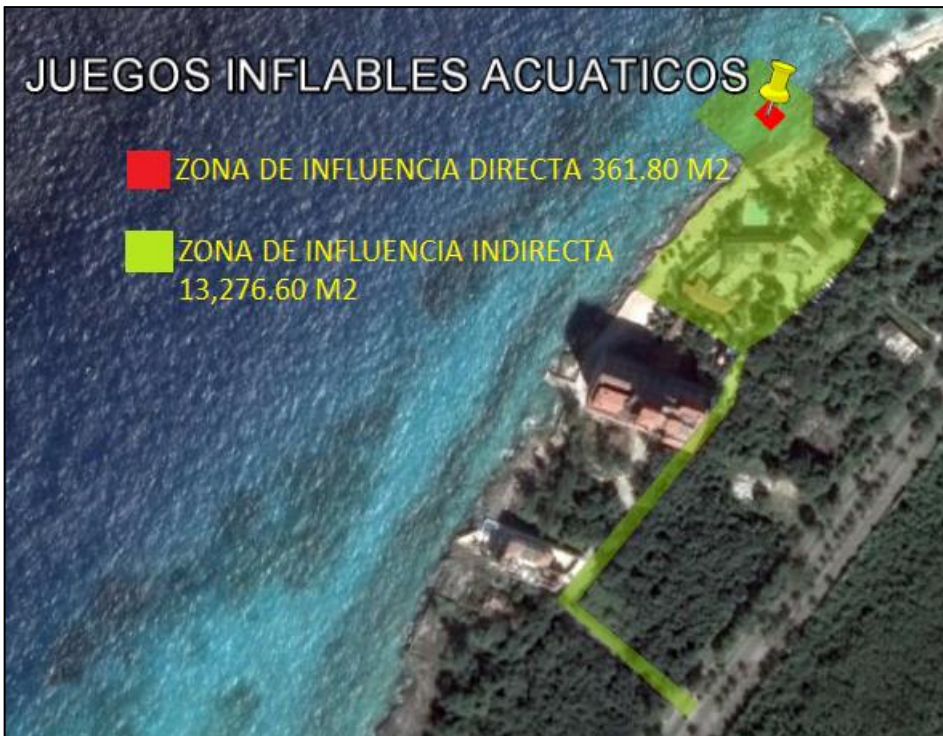 JUEGOS INFLABLES ACUATICOS
ZONA DE INFLUENCIA DIRECTA 361.80 M2
ZONA DE INFLUENCIA INDIRECTA
13,276.60 M2